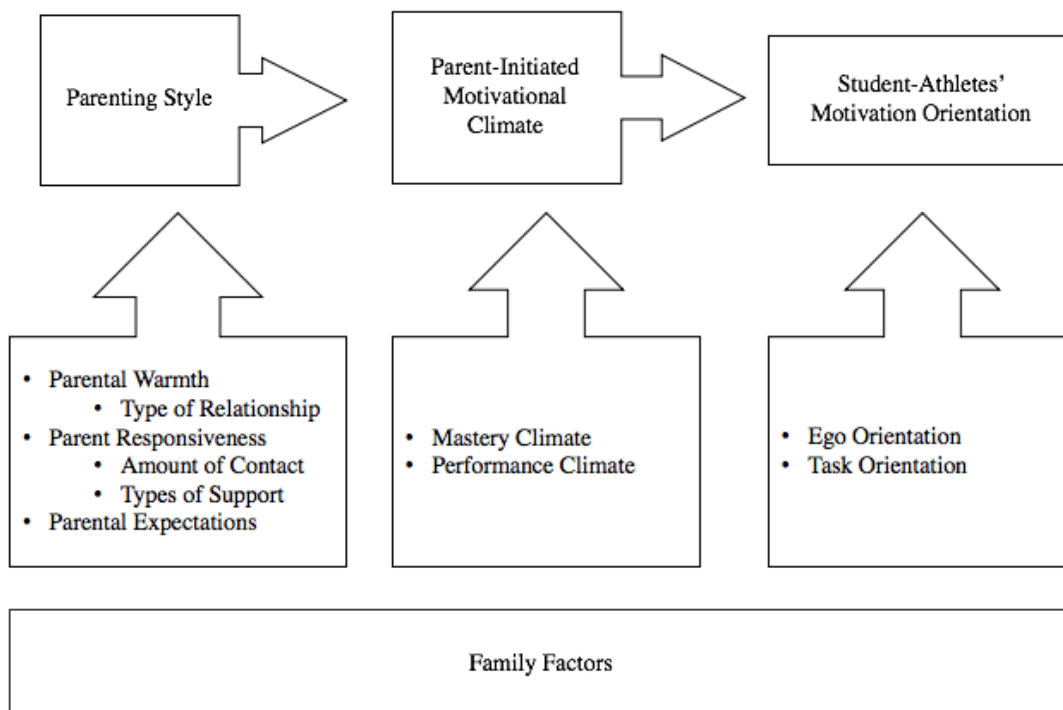 Parenting Style
Parent-Initiated
Motivational
Climate
Student-Athletes’
Motivation Orientation
• Parental Warmth
• Type of Relationship
• Parent Responsiveness
• Amount of Contact
• Types of Support
• Parental Expectations
• Mastery Climate
• Performance Climate
• Ego Orientation
• Task Orientation
Family Factors